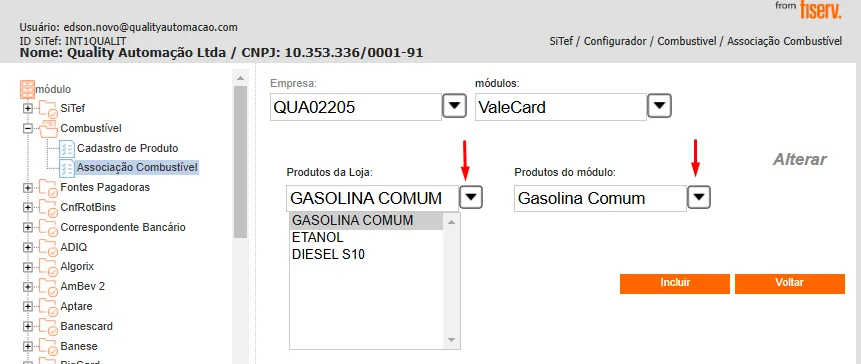 from fiserv.
Usuário: edson.novo@qualityautomacao.com
ID SiTef: INT1QUALIT
Nome: Quality Automação Ltda / CNPJ: 10.353.336/0001-91
SiTef / Configurador / Combustivel / Associação Combustível
módulo
SiTef
Combustível
Cadastro de Produto
Associação Combustível
Fontes Pagadoras
CnfRotBins
Correspondente Bancário
ADIQ
Algorix
AmBev 2
Aptare
Banescard
Banese
BigCard
Empresa:
módulos:
QUA02205
ValeCard
Alterar
Produtos da Loja:
Produtos do módulo:
GASOLINA COMUM
Gasolina Comum
GASOLINA COMUM
ETANOL
DIESEL S10
Incluir
Voltar